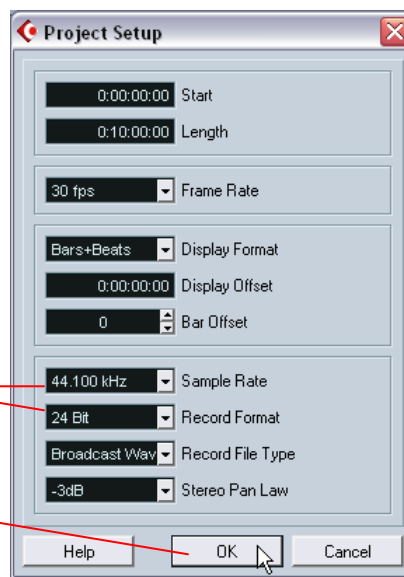 Project Setup
0:00:00:00 Start
0:10:00:00 Length
30 fps Frame Rate
Bars+Beats Display Format
0:00:00:00 Display Offset
0 Bar Offset
44.100 kHz Sample Rate
24 Bit Record Format
Broadcast Wav Record File Type
-3dB Stereo Pan Law
Help OK Cancel